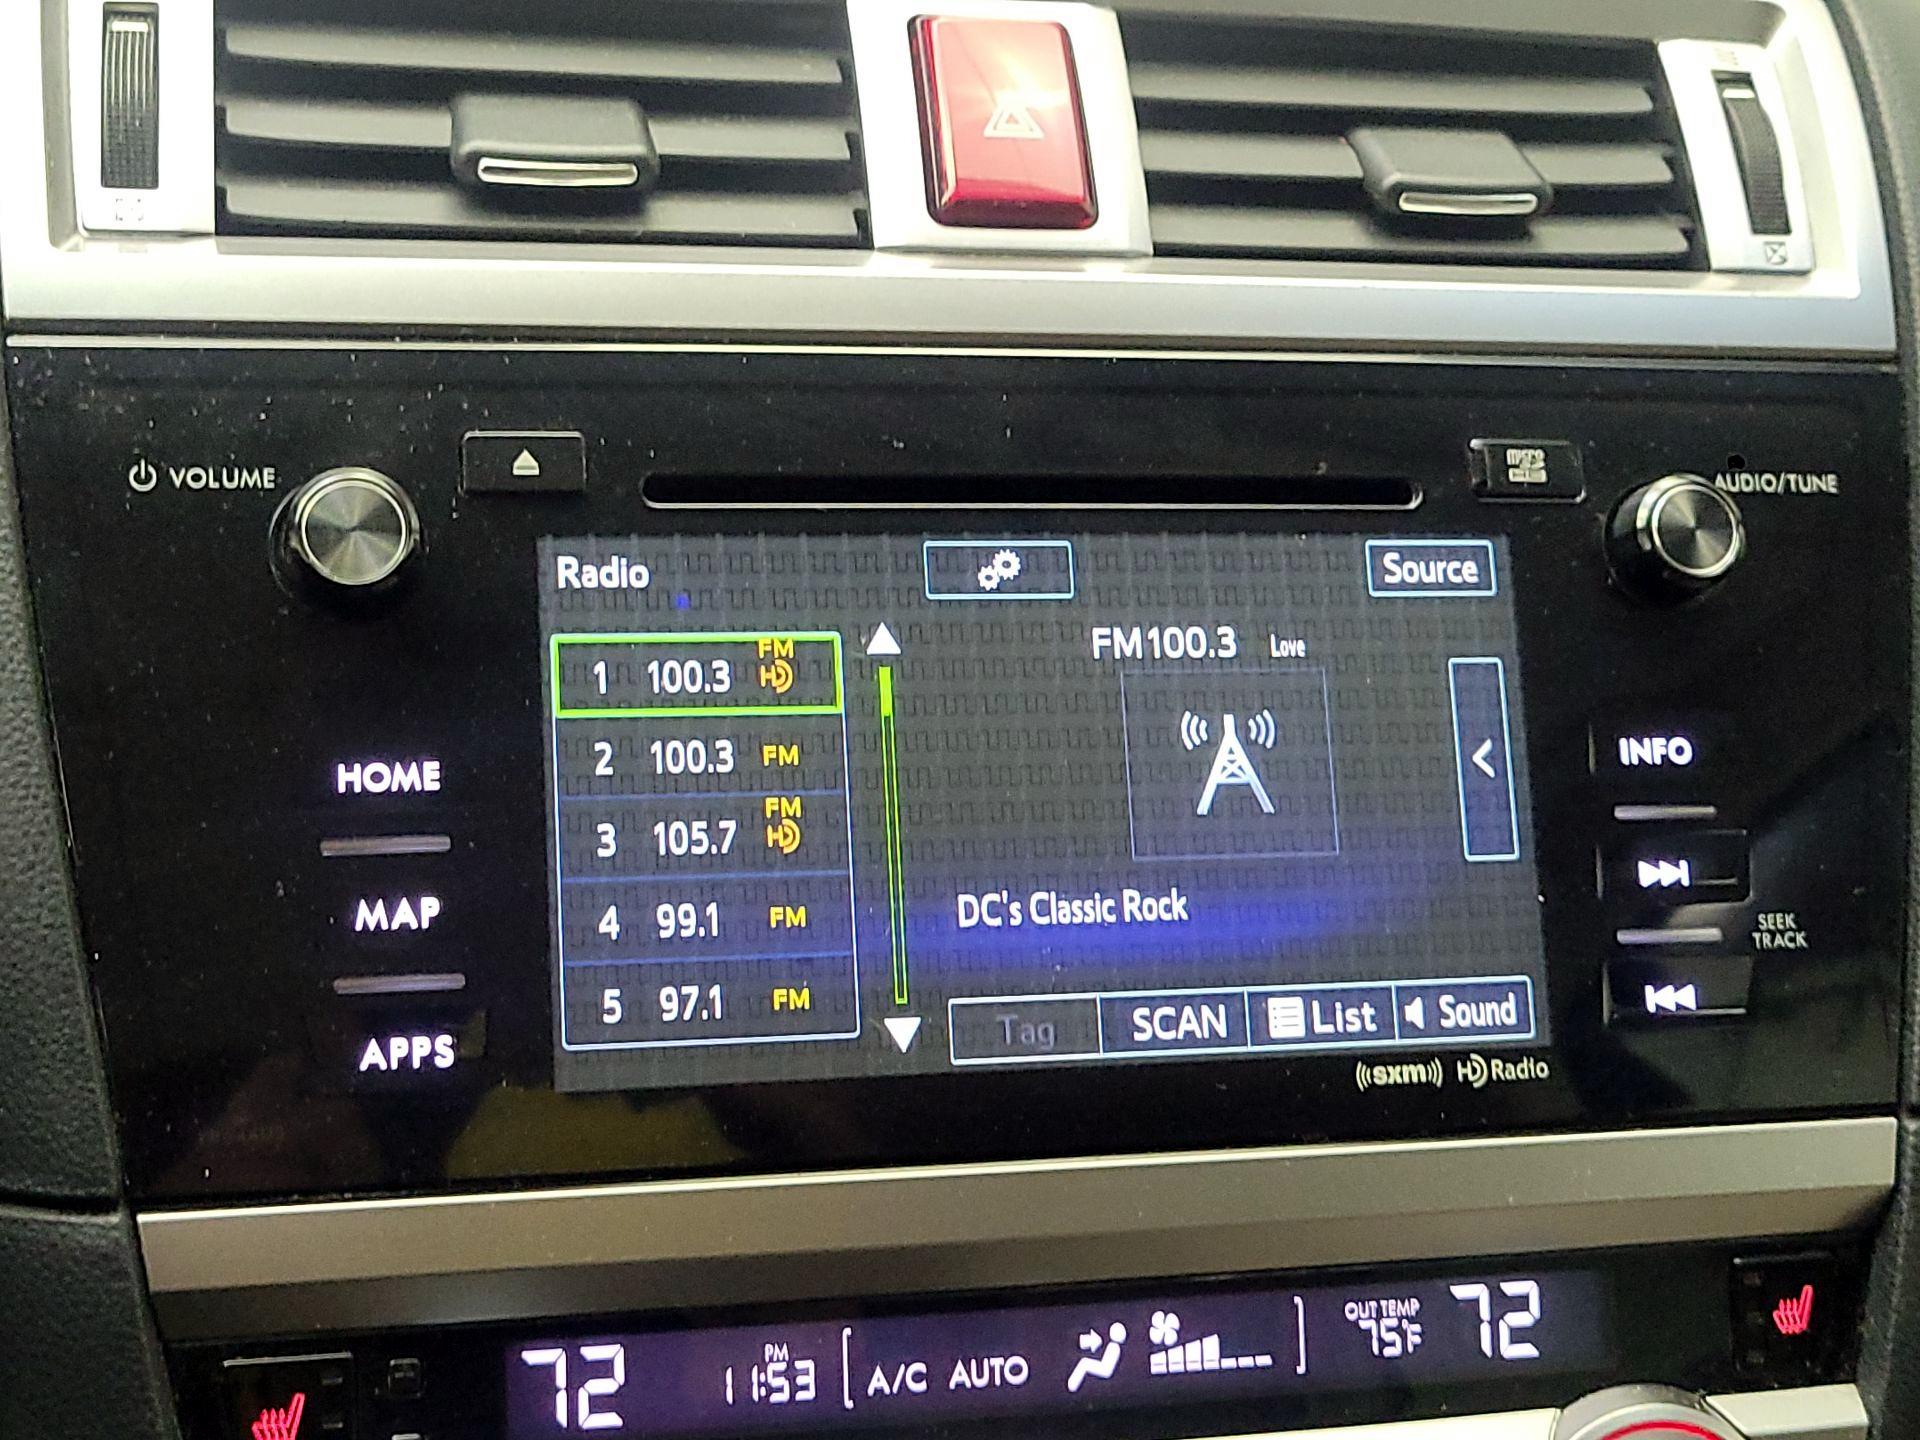 VOLUME
AUDIO/TUNE
Radio
Source
1 100.3 FM HD
2 100.3 FM
3 105.7 FM HD
4 99.1 FM
5 97.1 FM
FM 100.3 Love
DC's Classic Rock
Tag SCAN List Sound
HOME
MAP
APPS
INFO
SEEK
TRACK
((sxm)) HD Radio
72
PM
11:53
A/C AUTO
OUT TEMP
75°F
72